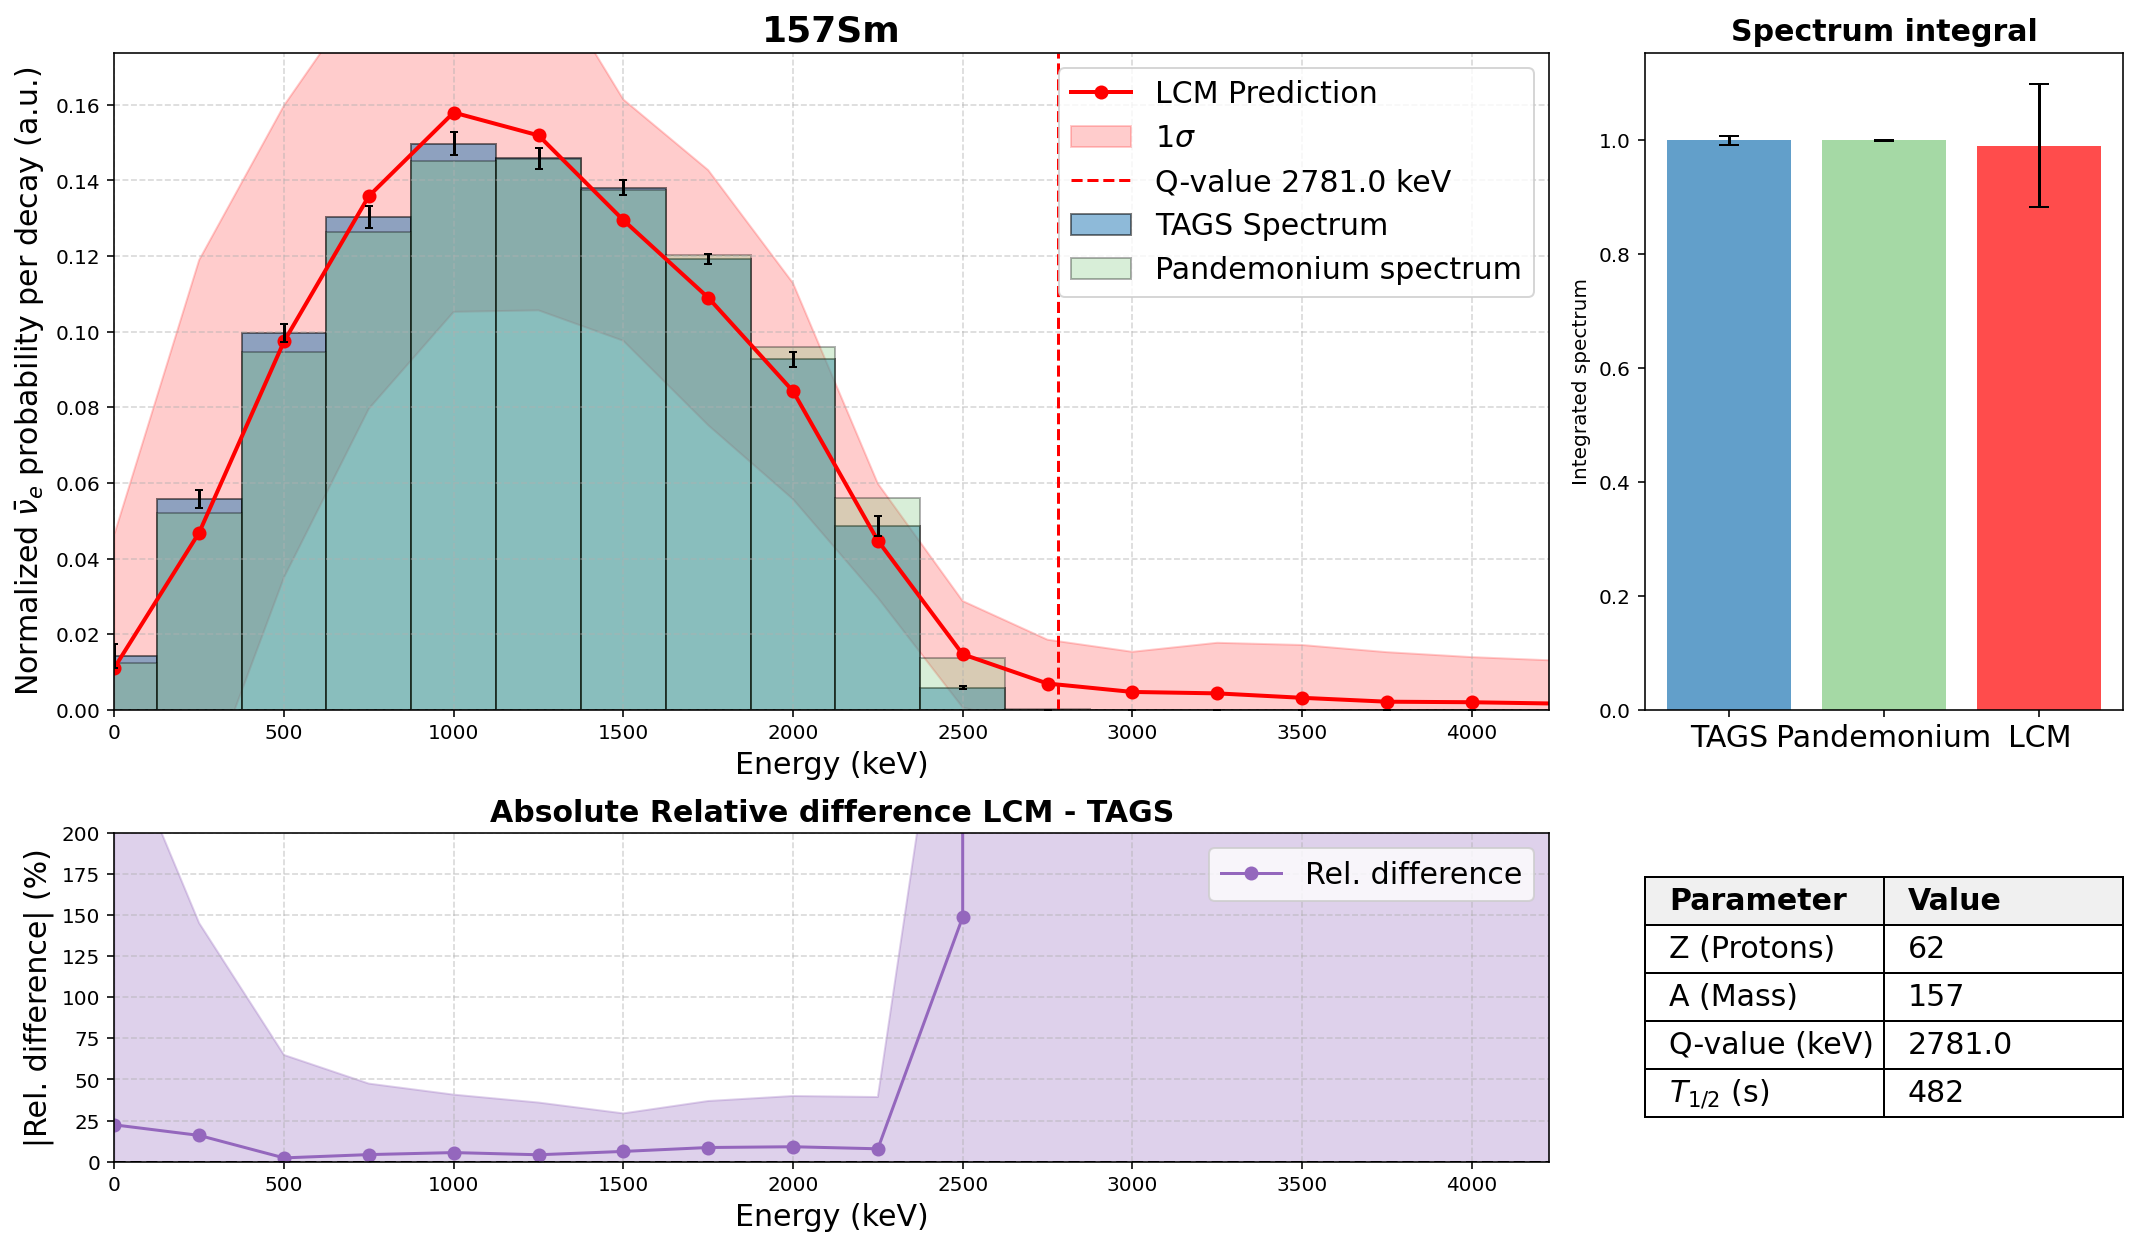 157Sm
Normalized ν̄e probability per decay (a.u.)
0.16
0.14
0.12
0.10
0.08
0.06
0.04
0.02
0.00
LCM Prediction
1σ
Q-value 2781.0 keV
TAGS Spectrum
Pandemonium spectrum
0 500 1000 1500 2000 2500 3000 3500 4000
Energy (keV)
Spectrum integral
Integrated spectrum
1.0
0.8
0.6
0.4
0.2
0.0
TAGS Pandemonium LCM
Absolute Relative difference LCM - TAGS
|Rel. difference| (%)
200
175
150
125
100
75
50
25
0
Rel. difference
0 500 1000 1500 2000 2500 3000 3500 4000
Energy (keV)
Parameter Value
Z (Protons) 62
A (Mass) 157
Q-value (keV) 2781.0
T1/2 (s) 482